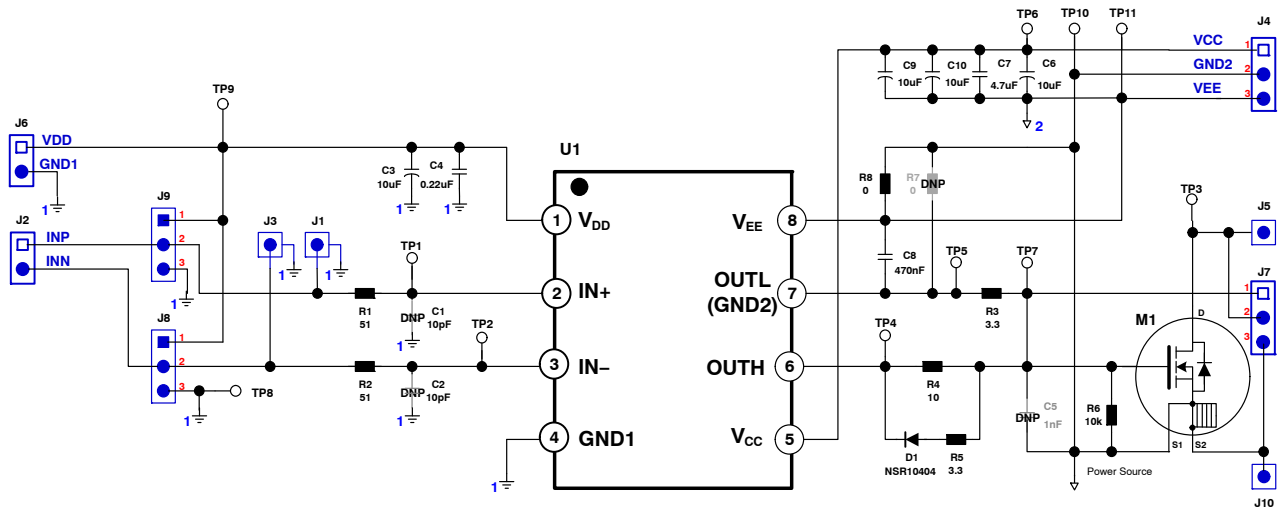 TP6
TP10
TP11
J4
VCC
1
GND2
2
VEE
3
C9
10uF
C10
10uF
C7
4.7uF
C6
10uF
2
TP9
J6
VDD
GND1
1
C3
10uF
C4
0.22uF
1
1
U1
R8
0
R7
0
DNP
J2
INP
INN
J9
1
2
3
1
J3
1
J1
1
TP1
1
VDD
VEE
8
TP3
J5
C8
470nF
TP5
TP7
2
IN+
OUTL
(GND2)
7
R1
51
DNP
C1
10pF
1
TP2
R3
3.3
J7
1
2
3
J8
1
2
3
1
TP8
R2
51
DNP
C2
10pF
1
3
IN–
OUTH
6
TP4
R4
10
M1
D
4
GND1
VCC
5
1
D1
NSR10404
R5
3.3
C5
DNP
1nF
R6
10k
S1
S2
Power Source
J10